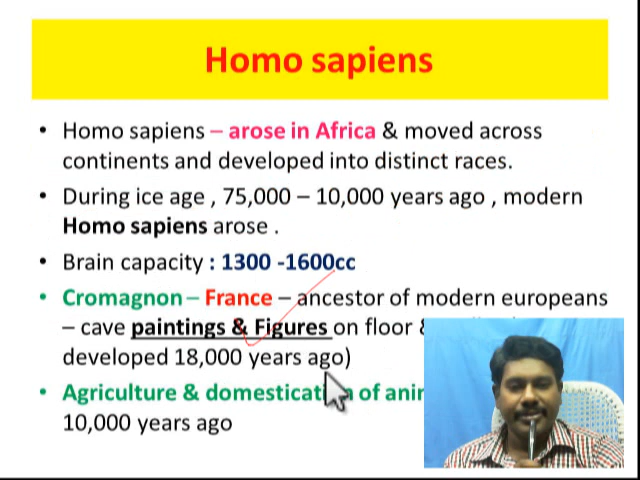 Homo sapiens
• Homo sapiens – arose in Africa & moved across
continents and developed into distinct races.
• During ice age , 75,000 – 10,000 years ago , modern
Homo sapiens arose .
• Brain capacity : 1300 -1600cc
• Cromagnon – France – ancestor of modern europeans
– cave paintings & Figures on floor &
developed 18,000 years ago)
• Agriculture & domestication of
10,000 years ago